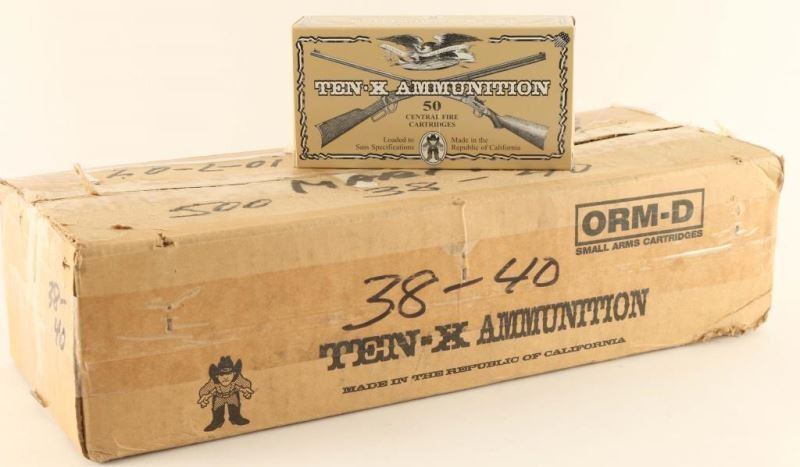 TEN-X AMMUNITION
50
CENTRAL FIRE
CARTRIDGES
Loaded to
Sass Specifications
Made in the
Republic of California
500
38-40
ORM-D
SMALL ARMS CARTRIDGES
38-40
38-
40
TEN-X AMMUNITION
MADE IN THE REPUBLIC OF CALIFORNIA